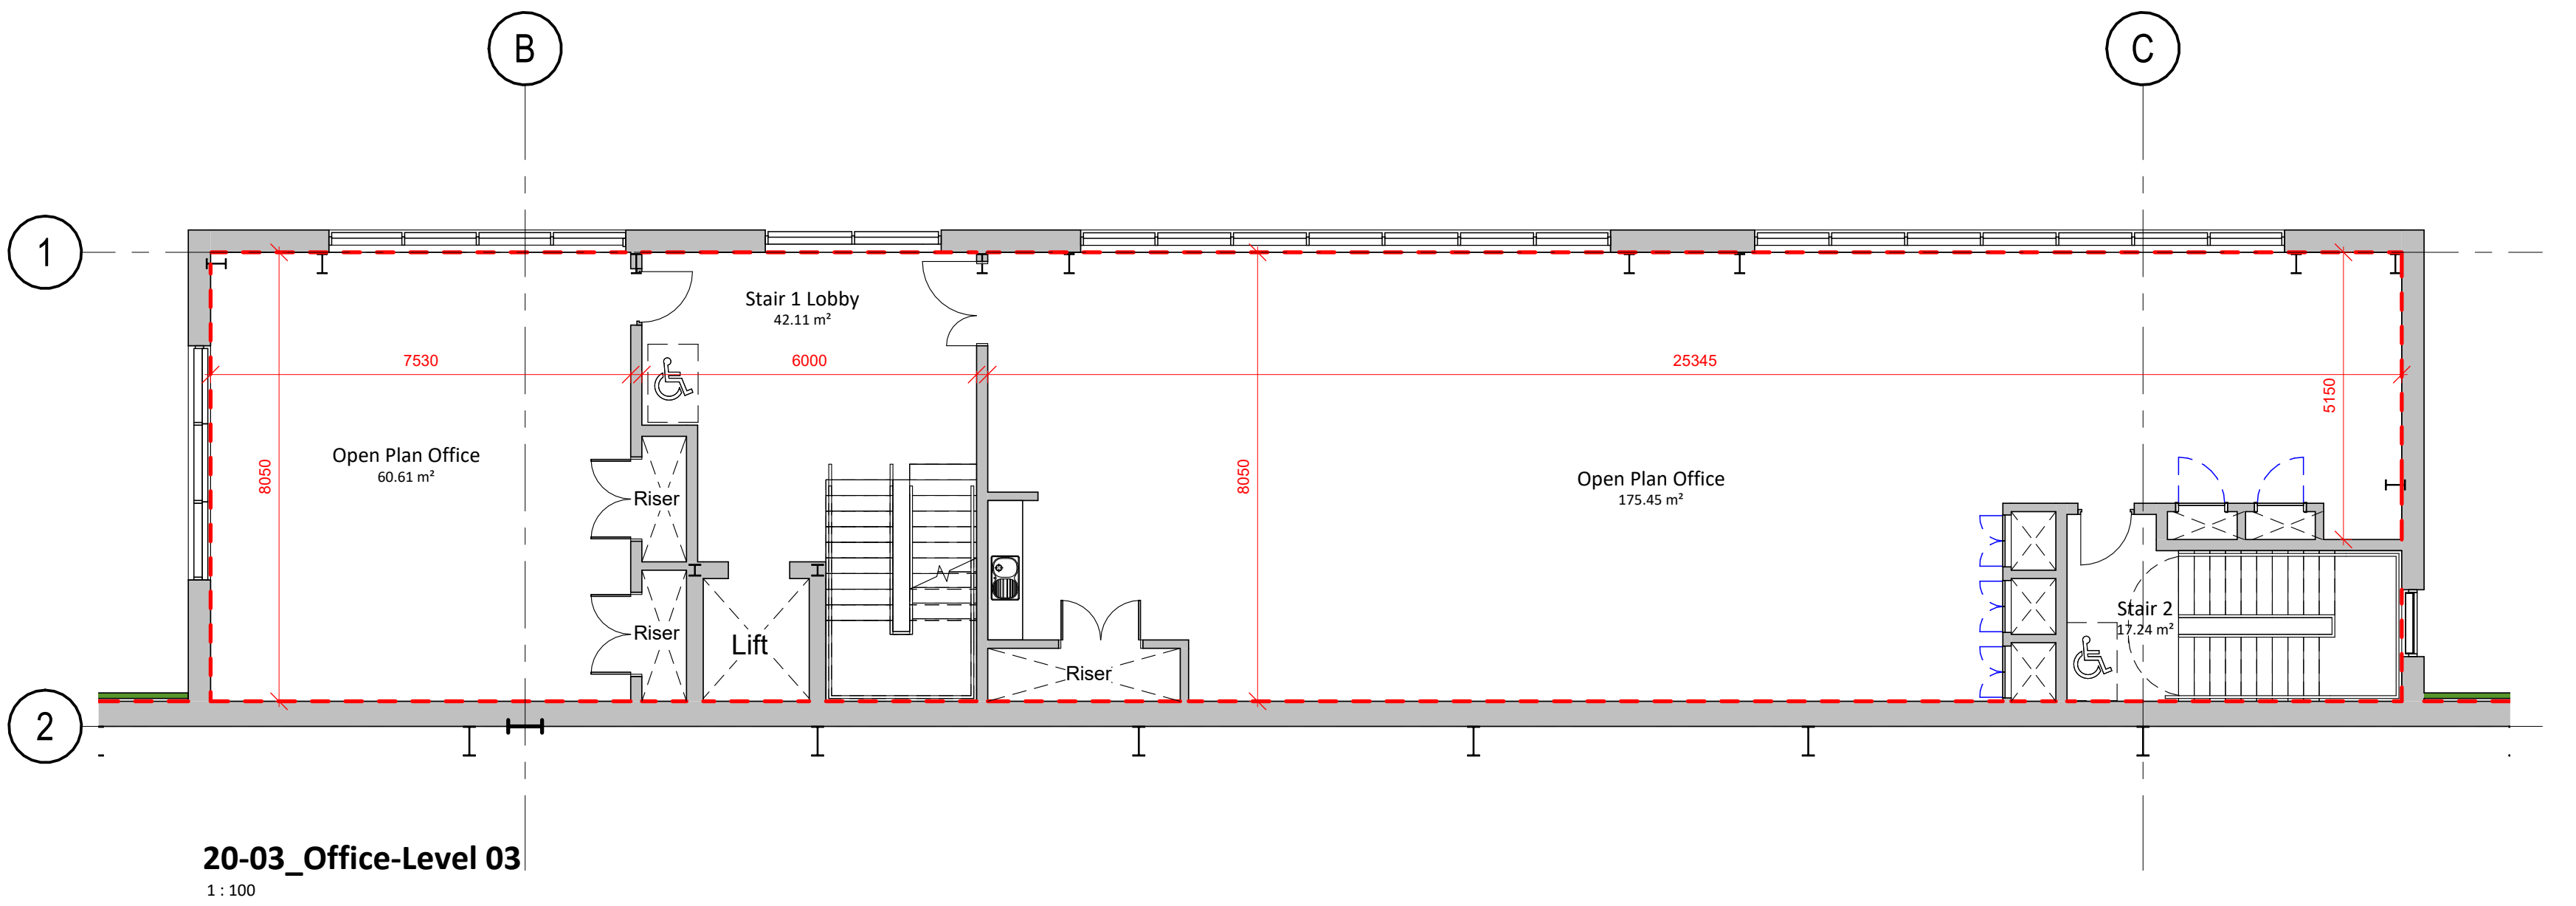 B
C
1
Stair 1 Lobby
42.11 m²
7530
6000
25345
5150
Open Plan Office
60.61 m²
8050
Riser
8050
Open Plan Office
175.45 m²
Riser
Lift
Riser
Stair 2
17.24 m²
2
20-03_Office-Level 03
1 : 100